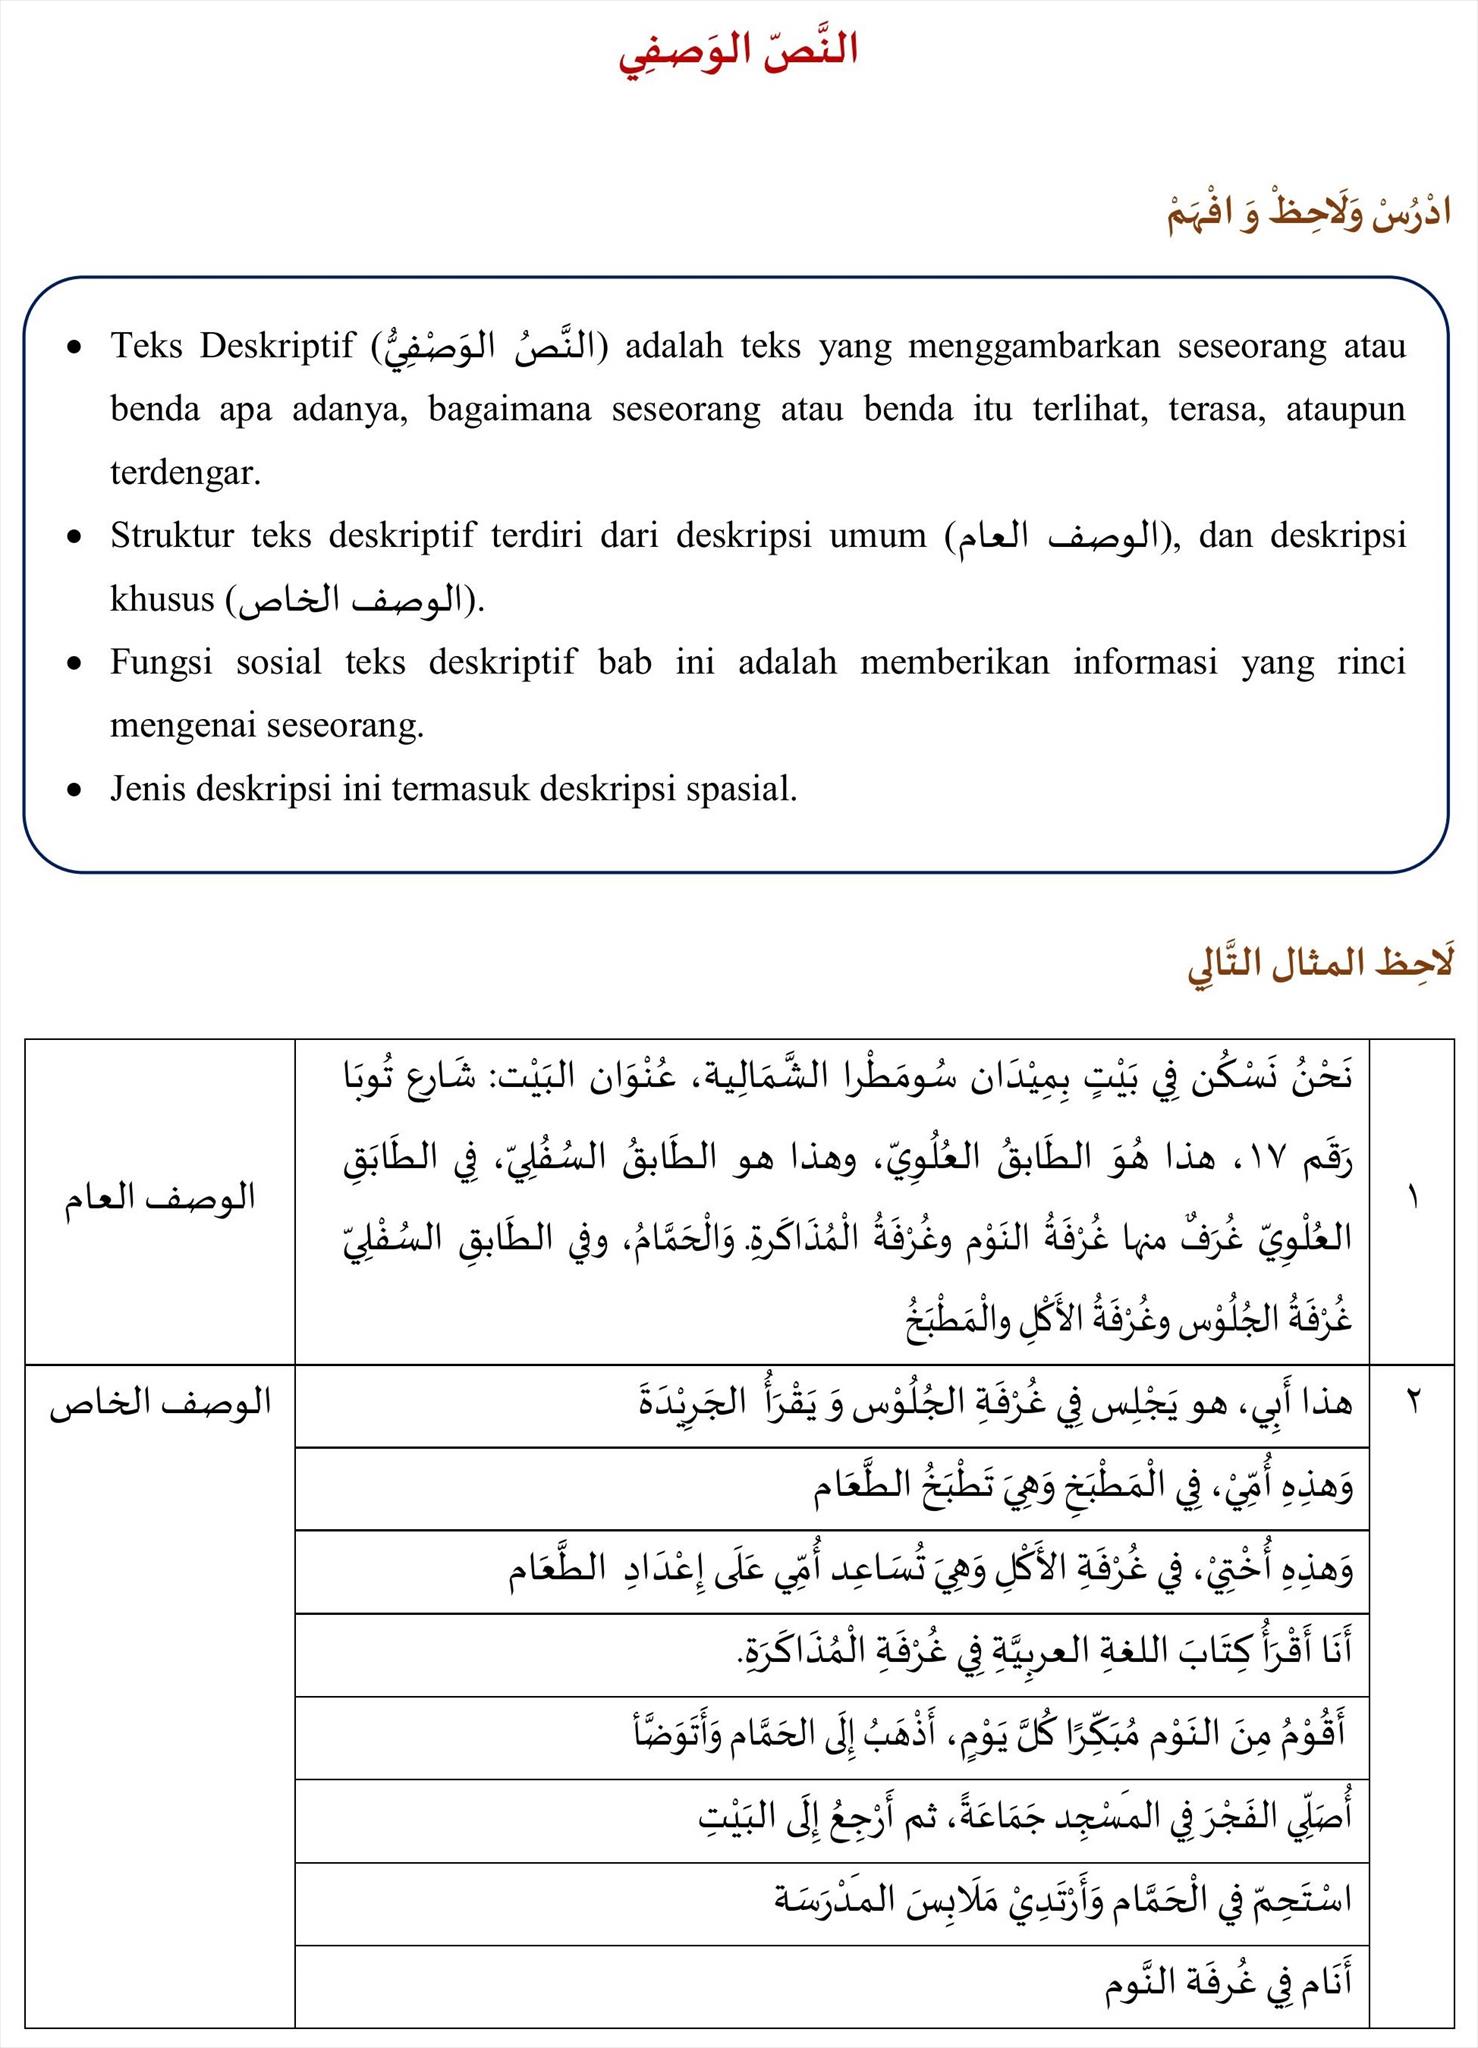 النَّصّ الوَصفِي
ادْرُسْ وَلَاحِظْ وَ افْهَمْ
• Teks Deskriptif (النَّصُ الوَصْفِيُّ) adalah teks yang menggambarkan seseorang atau
benda apa adanya, bagaimana seseorang atau benda itu terlihat, terasa, ataupun
terdengar.
• Struktur teks deskriptif terdiri dari deskripsi umum (الوصف العام), dan deskripsi
khusus (الوصف الخاص).
• Fungsi sosial teks deskriptif bab ini adalah memberikan informasi yang rinci
mengenai seseorang.
• Jenis deskripsi ini termasuk deskripsi spasial.
لَاحِظ المثال التَّالِي
١
نَحْنُ نَسْكُن فِي بَيْتٍ بِمِيْدَان سُومَطْرا الشَّمَالِية، عُنْوَان البَيْت: شَارِع تُوبَا
رَقَم ١٧، هذا هُوَ الطَابقُ العُلُوِيّ، وهذا هو الطَابقُ السُفُلِيّ، فِي الطَابَقِ
العُلْوِيّ غُرَفٌ منها غُرْفَةُ النَوْم وغُرْفَةُ الْمُذَاكَرةِ. وَالْحَمَّامُ، وفي الطَابقِ السُفْلِيّ
غُرْفَةُ الجُلُوْس وغُرْفَةُ الأَكْلِ والْمَطْبَخُ
الوصف العام
٢
هذا أَبِي، هو يَجْلِس فِي غُرْفَةِ الجُلُوْس وَ يَقْرَأُ الجَرِيْدَةَ
الوصف الخاص
وَهذِهِ أُمِّيْ، فِي الْمَطْبَخِ وَهِيَ تَطْبَخُ الطَّعَام
وَهذِهِ أُخْتِيْ، في غُرْفَةِ الأَكْلِ وَهِيَ تُسَاعِد أُمِّي عَلَى إِعْدَادِ الطَّعَام
أَنَا أَقْرَأُ كِتَابَ اللغةِ العربِيَّةِ فِي غُرْفَةِ الْمُذَاكَرَةِ.
أَقُوْمُ مِنَ النَوْم مُبَكِّرًا كُلَّ يَوْمٍ، أَذْهَبُ إِلَى الحَمَّام وَأَتَوَضَّأ
أُصَلِّي الفَجْرَ فِي المَسْجِد جَمَاعَةً، ثم أَرْجِعُ إِلَى البَيْتِ
اسْتَحِمّ في الْحَمَّام وَأَرْتَدِيْ مَلَابِسَ المَدْرَسَة
أَنَام فِي غُرفَة النَّوم